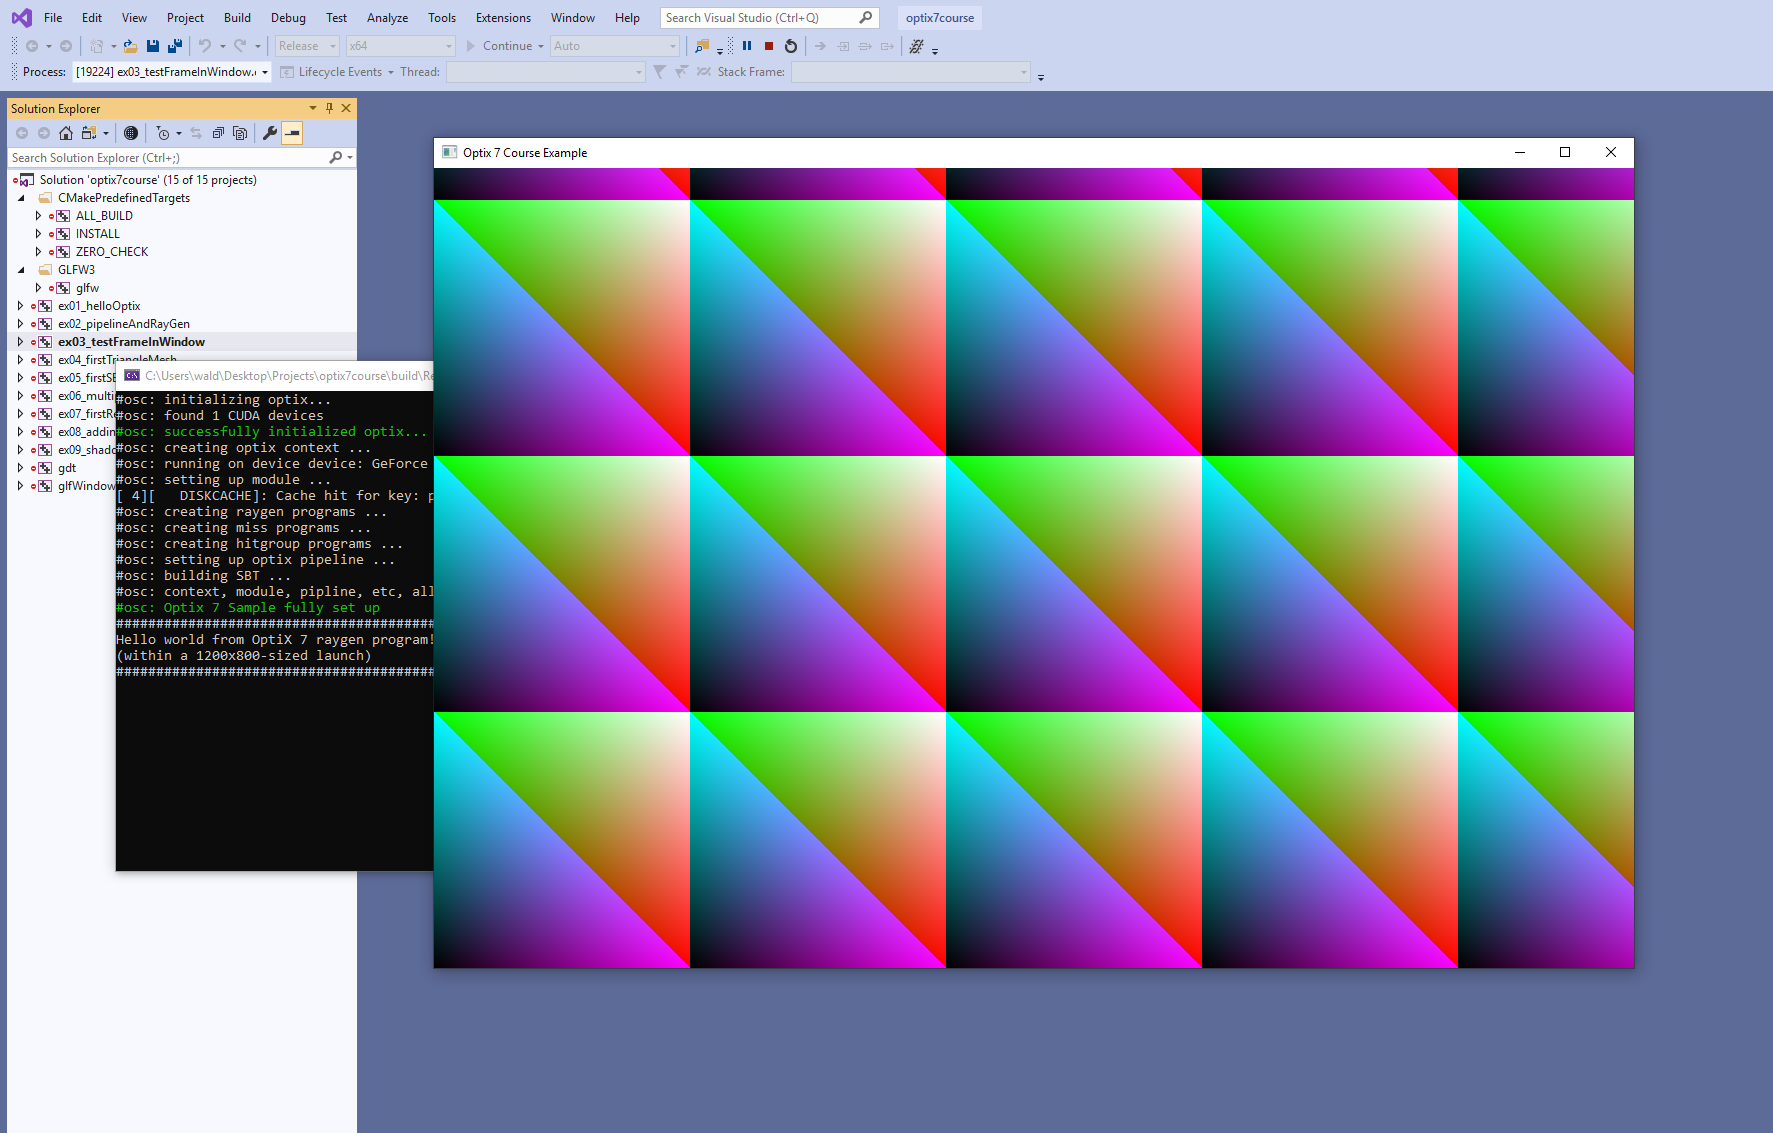 File Edit View Project Build Debug Test Analyze Tools Extensions Window Help Search Visual Studio (Ctrl+Q) optix7course
Release x64 Continue Auto
Process: [19224] ex03_testFrameInWindow. Lifecycle Events Thread: Stack Frame:
Solution Explorer
Search Solution Explorer (Ctrl+;)
Solution 'optix7course' (15 of 15 projects)
CMakePredefinedTargets
ALL_BUILD
INSTALL
ZERO_CHECK
GLFW3
glfw
ex01_helloOptix
ex02_pipelineAndRayGen
ex03_testFrameInWindow
ex04_firstTriangleMesh
ex05_firstSB
ex06_multi
ex07_firstRe
ex08_addin
ex09_shado
gdt
glfWindow
C:\Users\wald\Desktop\Projects\optix7course\build\Re
#osc: initializing optix...
#osc: found 1 CUDA devices
#osc: successfully initialized optix...
#osc: creating optix context ...
#osc: running on device device: GeForce
#osc: setting up module ...
[ 4][   DISKCACHE]: Cache hit for key: p
#osc: creating raygen programs ...
#osc: creating miss programs ...
#osc: creating hitgroup programs ...
#osc: setting up optix pipeline ...
#osc: building SBT ...
#osc: context, module, pipline, etc, all
#osc: Optix 7 Sample fully set up
########################################
Hello world from OptiX 7 raygen program!
(within a 1200x800-sized launch)
########################################
Optix 7 Course Example